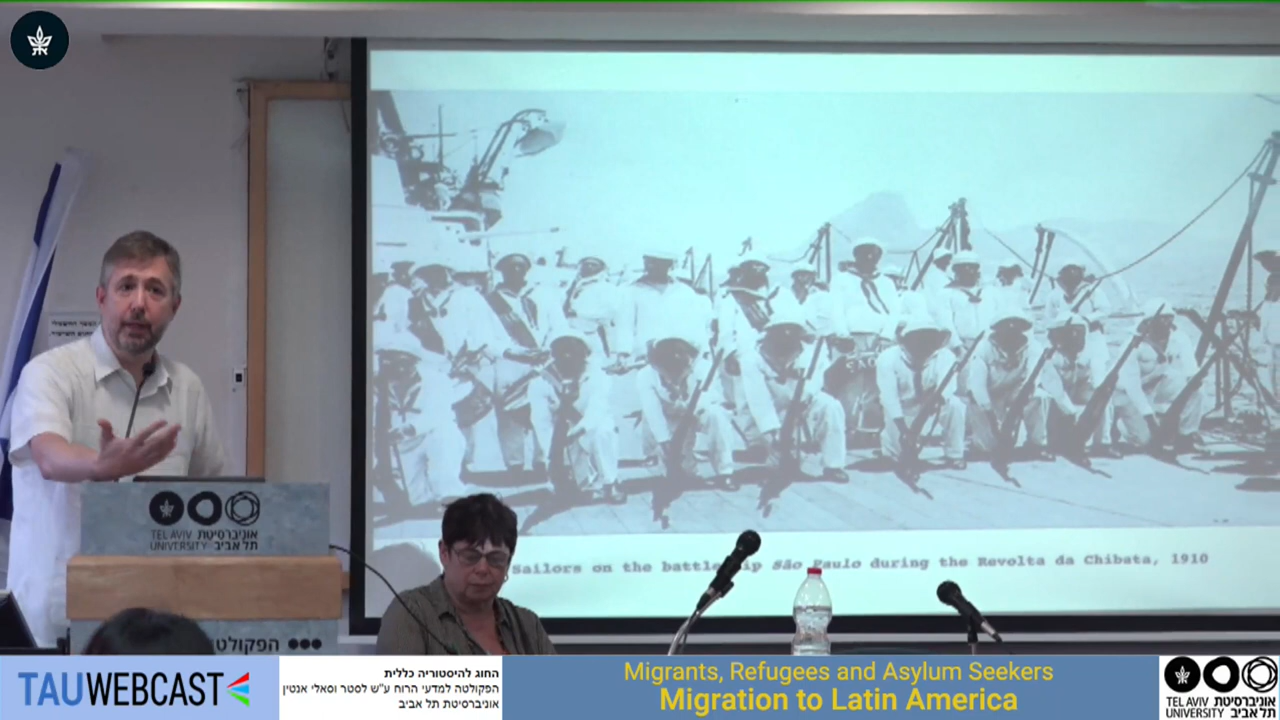 TEL AVIV אוניברסיטת
UNIVERSITY תל אביב
Sailors on the battleship São Paulo during the Revolta da Chibata, 1910
הפקולט
TAUWEBCAST
החוג להיסטוריה כללית
הפקולטה למדעי הרוח ע"ש לסטר וסאלי אנטין
אוניברסיטת תל אביב
Migrants, Refugees and Asylum Seekers
Migration to Latin America
TEL AVIV אוניברסיטת
UNIVERSITY תל אביב